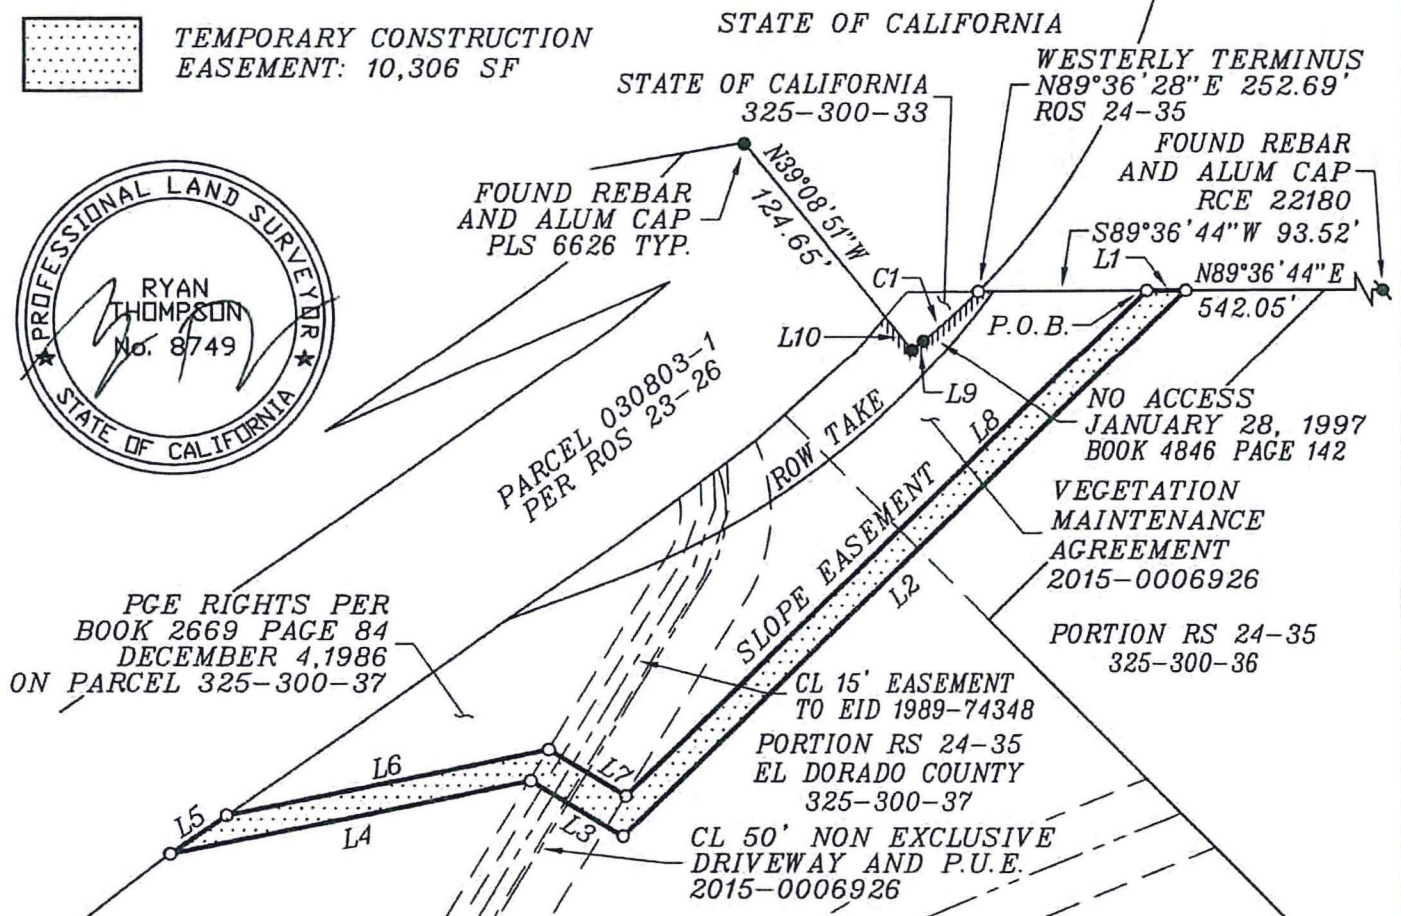 TEMPORARY CONSTRUCTION
EASEMENT: 10,306 SF
STATE OF CALIFORNIA
STATE OF CALIFORNIA
325-300-33
WESTERLY TERMINUS
N89°36'28"E 252.69'
ROS 24-35
FOUND REBAR
AND ALUM CAP
RCE 22180
FOUND REBAR
AND ALUM CAP
PLS 6626 TYP.
N39°08'51"W
124.65'
S89°36'44"W 93.52'
L1
N89°36'44"E
542.05'
C1
P.O.B.
L10
L9
PROFESSIONAL LAND SURVEYOR
RYAN
THOMPSON
No. 8749
STATE OF CALIFORNIA
PARCEL 030803-1
PER ROS 23-26
ROW TAKE
L8
NO ACCESS
JANUARY 28, 1997
BOOK 4846 PAGE 142
SLOPE EASEMENT
L2
VEGETATION
MAINTENANCE
AGREEMENT
2015-0006926
PGE RIGHTS PER
BOOK 2669 PAGE 84
DECEMBER 4,1986
ON PARCEL 325-300-37
PORTION RS 24-35
325-300-36
CL 15' EASEMENT
TO EID 1989-74348
PORTION RS 24-35
EL DORADO COUNTY
325-300-37
L6
L7
L5
L4
L3
CL 50' NON EXCLUSIVE
DRIVEWAY AND P.U.E.
2015-0006926